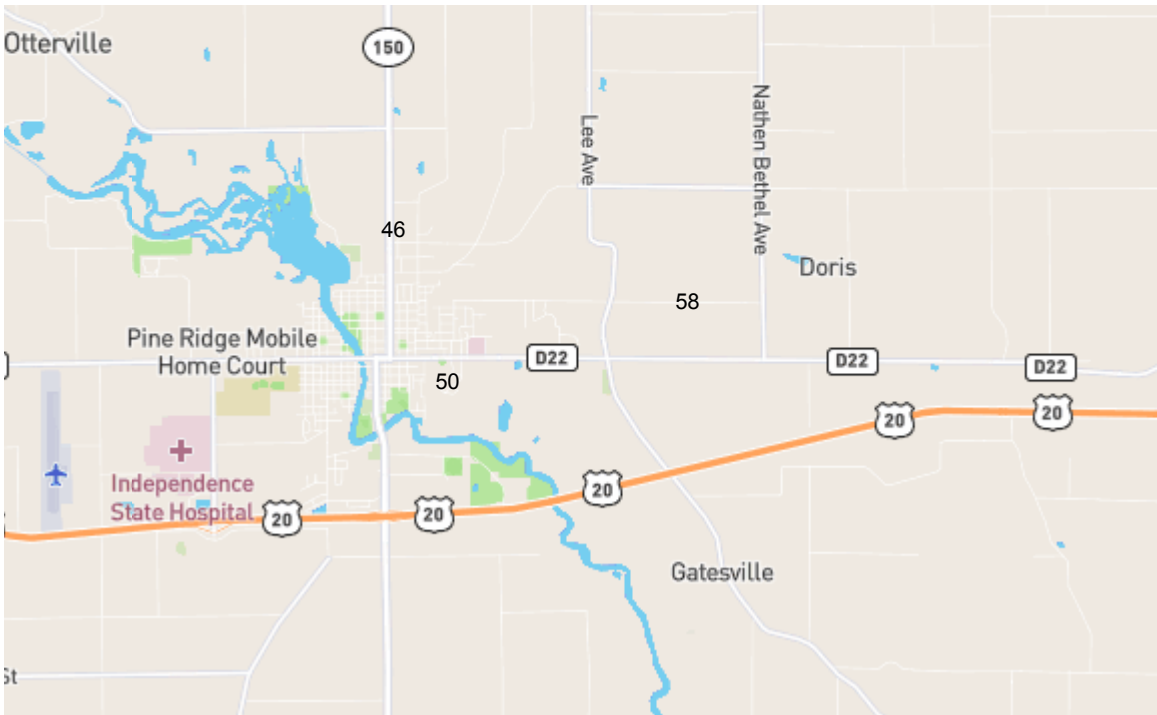 Otterville
150
Lee Ave
Nathen Bethel Ave
46
Doris
58
Pine Ridge Mobile
Home Court
D22
D22
D22
50
20
20
Independence
State Hospital
20
20
20
Gatesville
St